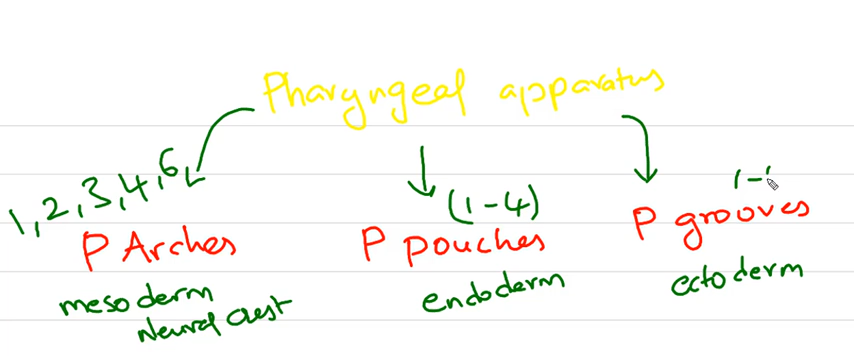 Pharyngeal apparatus
1, 2, 3, 4, 6
(1-4)
P Arches
P pouches
P grooves
mesoderm
Neural Crest
endoderm
ectoderm